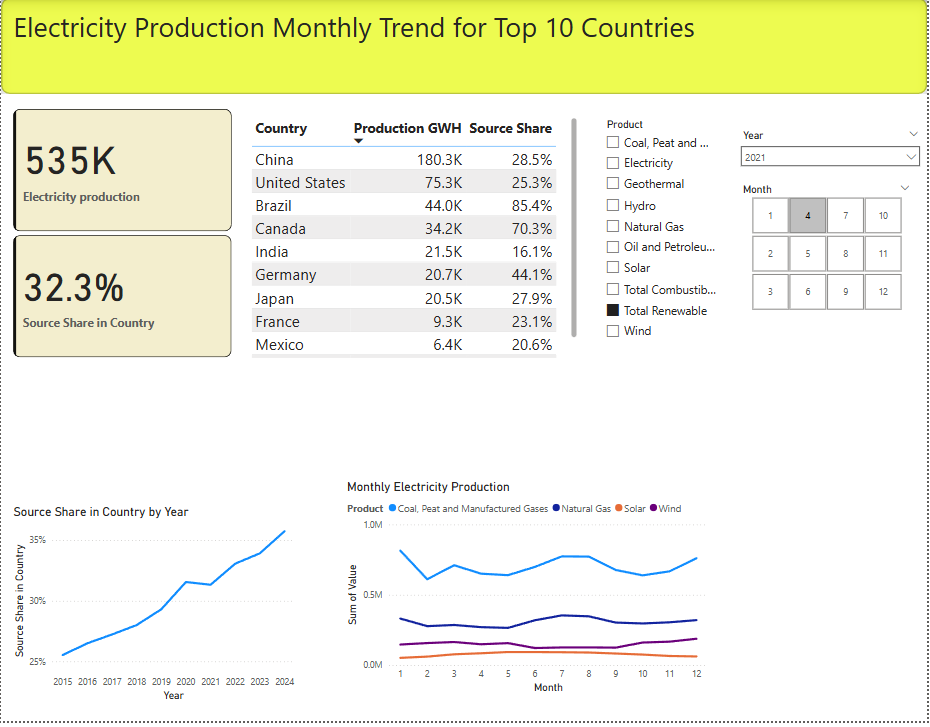 Electricity Production Monthly Trend for Top 10 Countries
535K
Electricity production
32.3%
Source Share in Country
Country Production GWH Source Share
China 180.3K 28.5%
United States 75.3K 25.3%
Brazil 44.0K 85.4%
Canada 34.2K 70.3%
India 21.5K 16.1%
Germany 20.7K 44.1%
Japan 20.5K 27.9%
France 9.3K 23.1%
Mexico 6.4K 20.6%
Product
Coal, Peat and ...
Electricity
Geothermal
Hydro
Natural Gas
Oil and Petroleu...
Solar
Total Combustib...
Total Renewable
Wind
Year
2021
Month
1 4 7 10
2 5 8 11
3 6 9 12
Source Share in Country by Year
Source Share in Country
35%
30%
25%
2015 2016 2017 2018 2019 2020 2021 2022 2023 2024
Year
Monthly Electricity Production
Product Coal, Peat and Manufactured Gases Natural Gas Solar Wind
Sum of Value
1.0M
0.5M
0.0M
1 2 3 4 5 6 7 8 9 10 11 12
Month